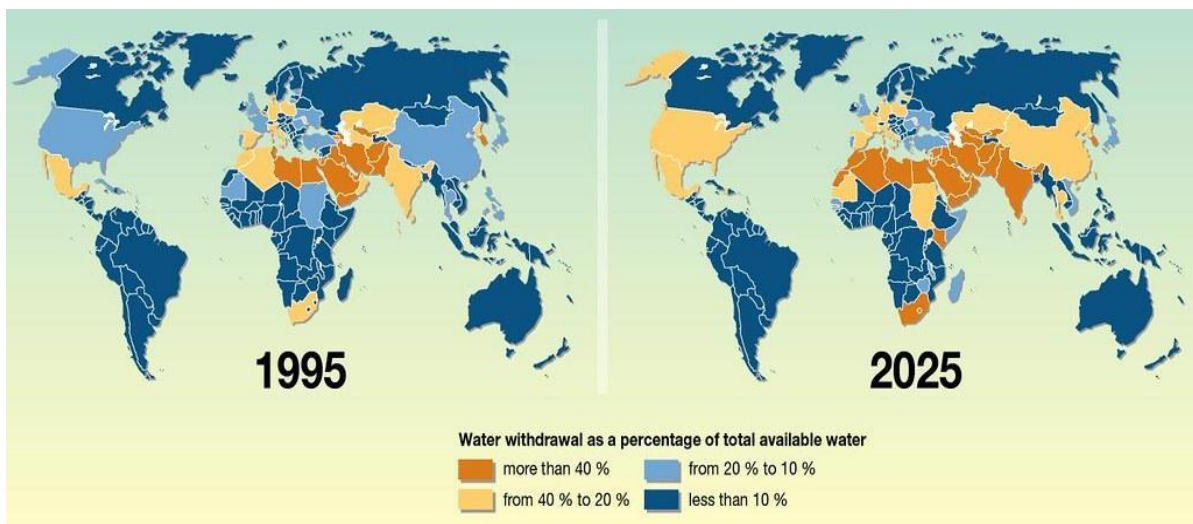 1995
2025
Water withdrawal as a percentage of total available water
more than 40 %
from 20 % to 10 %
from 40 % to 20 %
less than 10 %